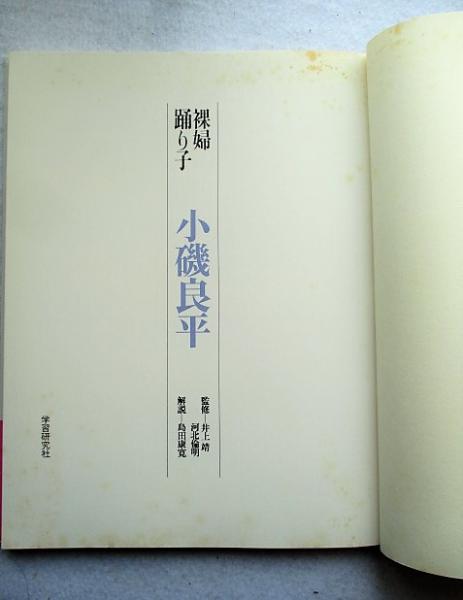 裸婦
踊り子
小磯良平
監修―井上 靖
河北倫明
解説―島田康寛
学習研究社